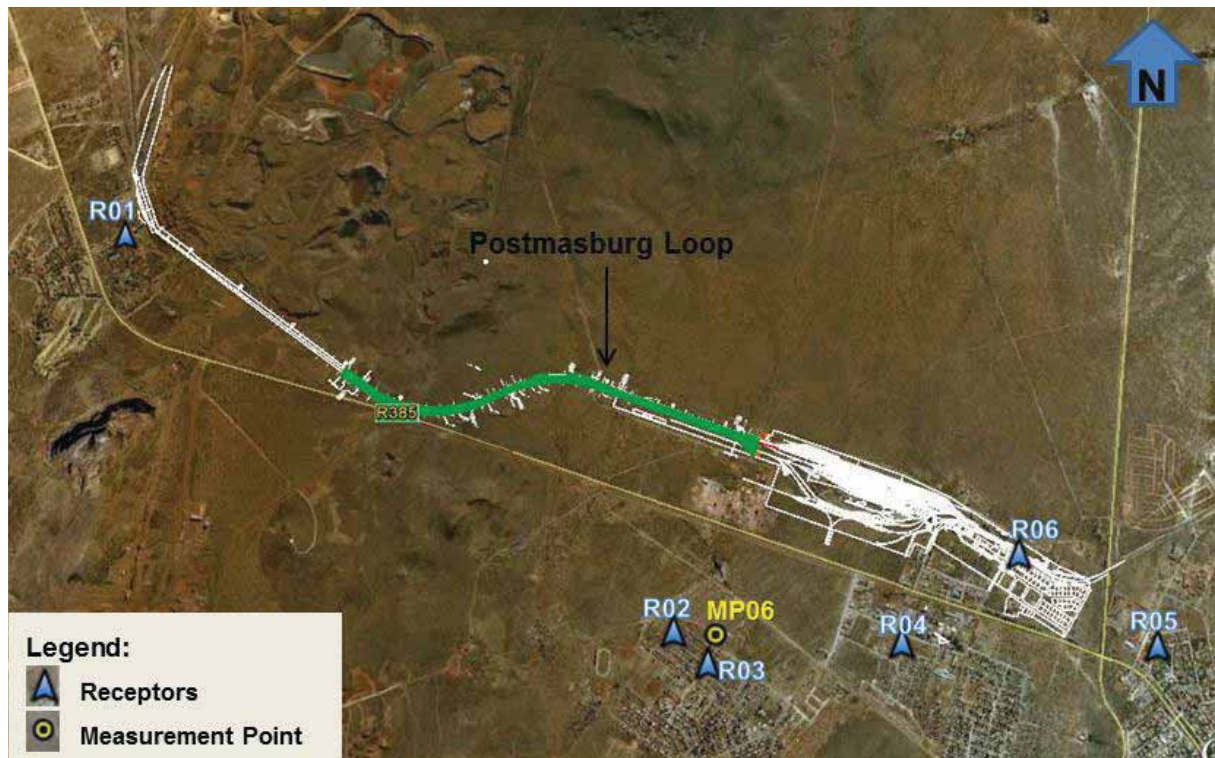 N
R01
Postmasburg Loop
R385
R06
R02
MP06
R04
R05
R03
Legend:
Receptors
Measurement Point